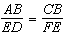 AB/ED = CB/FE